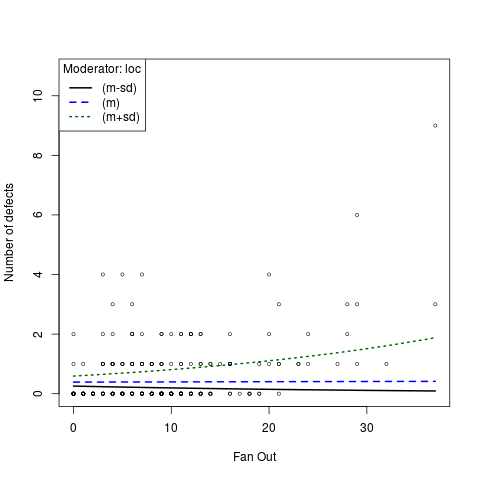 Moderator: loc
(m-sd)
(m)
(m+sd)
10
8
6
4
2
0
Number of defects
0 10 20 30
Fan Out